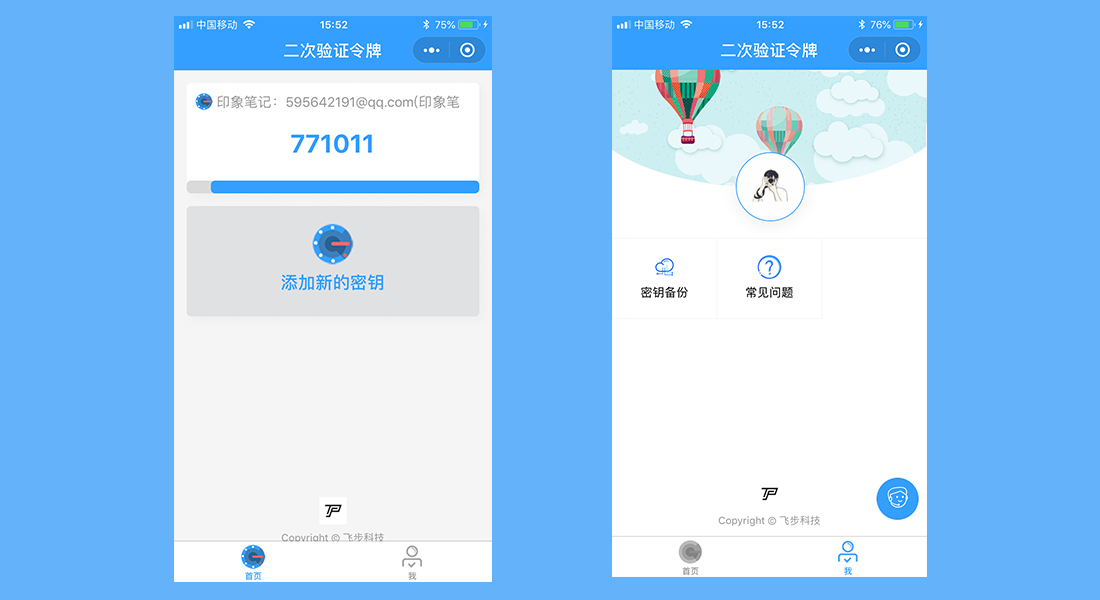 中国移动 15:52 75%
二次验证令牌
印象笔记：595642191@qq.com(印象笔
771011
添加新的密钥
TP
Copyright © 飞步科技
首页 我
中国移动 15:52 76%
二次验证令牌
密钥备份 常见问题
TP
Copyright © 飞步科技
首页 我